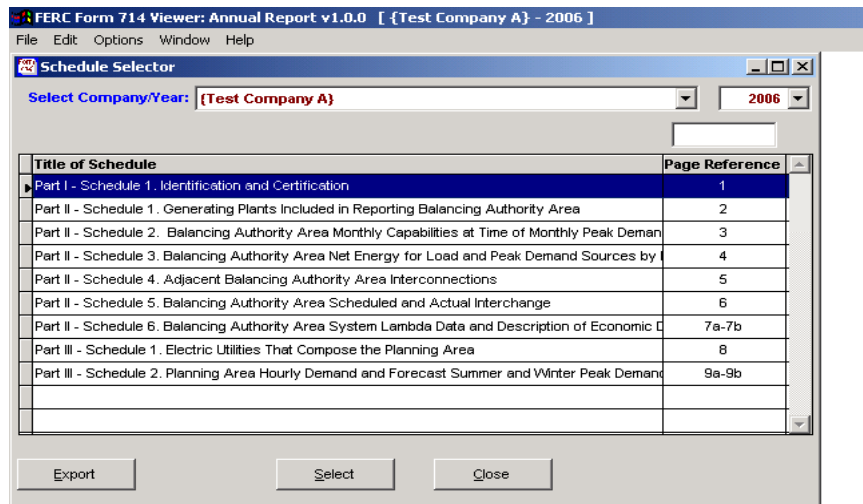 FERC Form 714 Viewer: Annual Report v1.0.0 [ {Test Company A} - 2006 ]
File Edit Options Window Help
Schedule Selector
Select Company/Year: {Test Company A} 2006
Title of Schedule Page Reference
Part I - Schedule 1. Identification and Certification 1
Part II - Schedule 1. Generating Plants Included in Reporting Balancing Authority Area 2
Part II - Schedule 2. Balancing Authority Area Monthly Capabilities at Time of Monthly Peak Deman 3
Part II - Schedule 3. Balancing Authority Area Net Energy for Load and Peak Demand Sources by 4
Part II - Schedule 4. Adjacent Balancing Authority Area Interconnections 5
Part II - Schedule 5. Balancing Authority Area Scheduled and Actual Interchange 6
Part II - Schedule 6. Balancing Authority Area System Lambda Data and Description of Economic 7a-7b
Part III - Schedule 1. Electric Utilities That Compose the Planning Area 8
Part III - Schedule 2. Planning Area Hourly Demand and Forecast Summer and Winter Peak Demand 9a-9b
Export Select Close